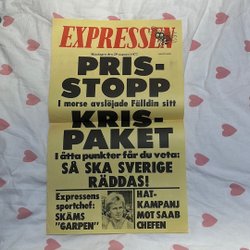 EXPRESSEN
PRIS-
STOPP
I morse avslöjade Fälldin sitt
KRIS-
PAKET
I åtta punkter får du veta:
SÅ SKA SVERIGE
RÄDDAS!
Expressens
sportchef:
SKÄMS
"GARPEN"
HAT-
KAMPANJ
MOT SAAB
CHEFEN